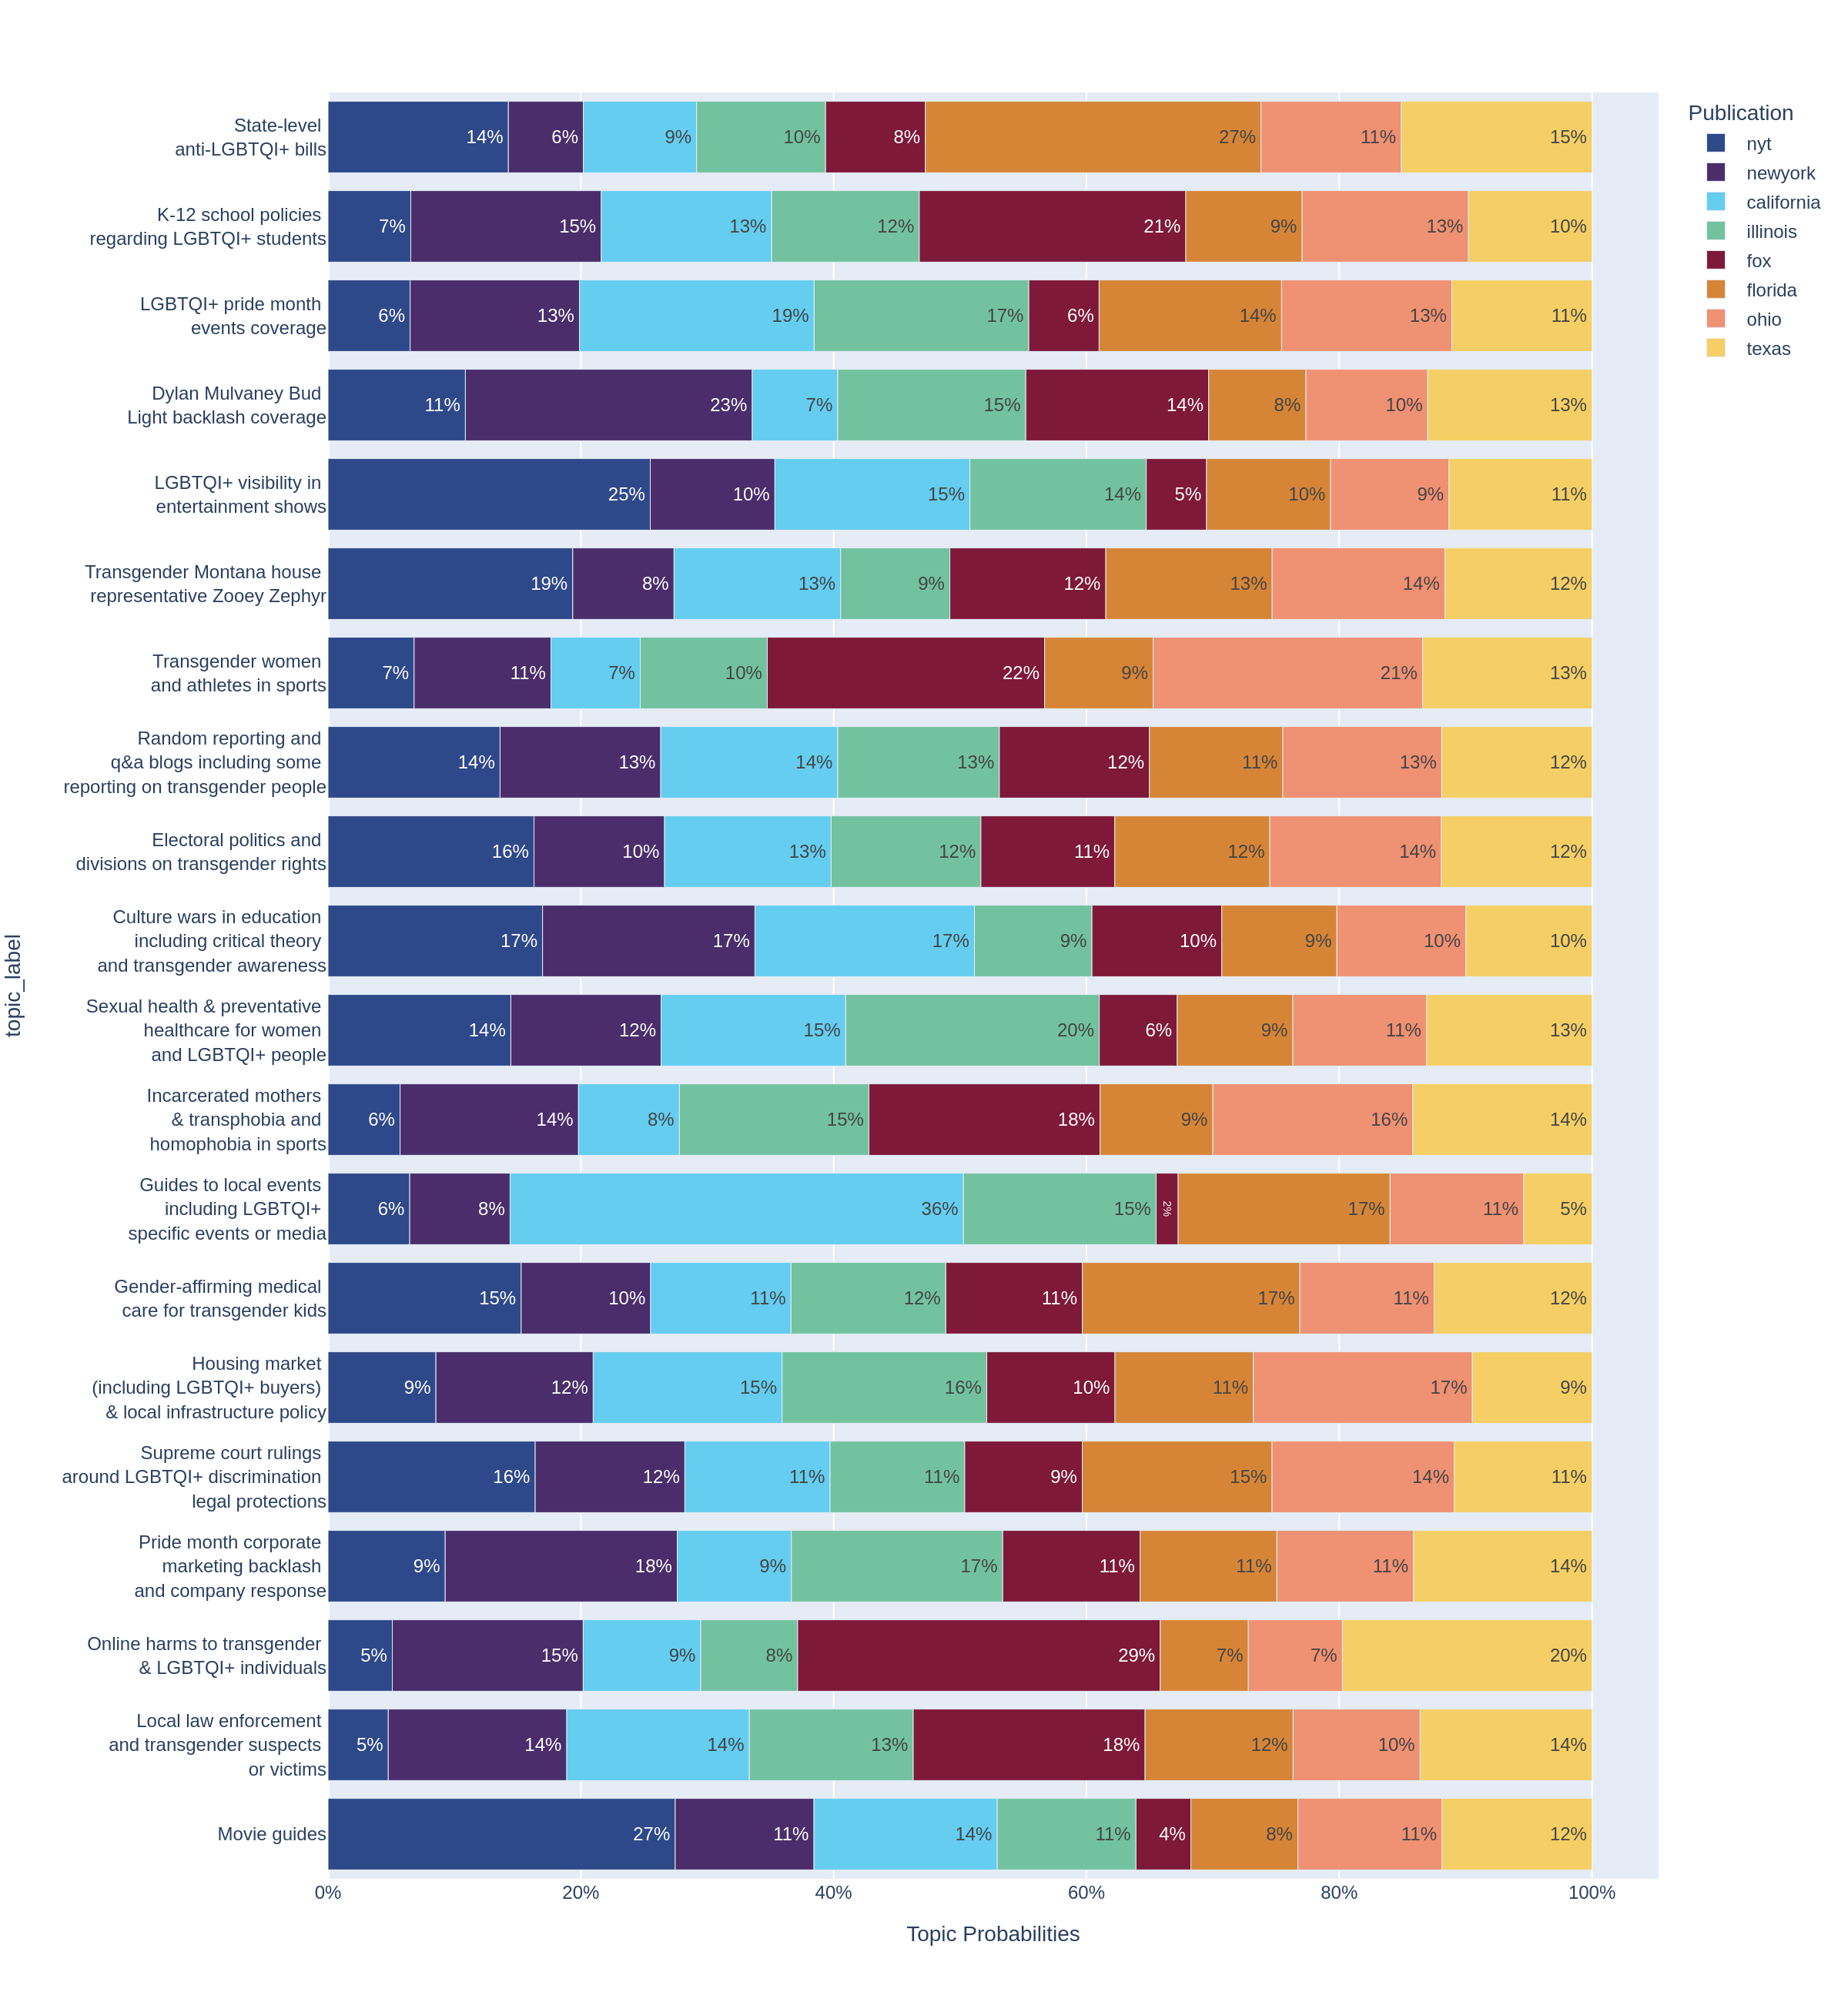 Publication
nyt
newyork
california
illinois
fox
florida
ohio
texas
topic_label
State-level
anti-LGBTQI+ bills
14% 6% 9% 10% 8% 27% 11% 15%
K-12 school policies
regarding LGBTQI+ students
7% 15% 13% 12% 21% 9% 13% 10%
LGBTQI+ pride month
events coverage
6% 13% 19% 17% 6% 14% 13% 11%
Dylan Mulvaney Bud
Light backlash coverage
11% 23% 7% 15% 14% 8% 10% 13%
LGBTQI+ visibility in
entertainment shows
25% 10% 15% 14% 5% 10% 9% 11%
Transgender Montana house
representative Zooey Zephyr
19% 8% 13% 9% 12% 13% 14% 12%
Transgender women
and athletes in sports
7% 11% 7% 10% 22% 9% 21% 13%
Random reporting and
q&a blogs including some
reporting on transgender people
14% 13% 14% 13% 12% 11% 13% 12%
Electoral politics and
divisions on transgender rights
16% 10% 13% 12% 11% 12% 14% 12%
Culture wars in education
including critical theory
and transgender awareness
17% 17% 17% 9% 10% 9% 10% 10%
Sexual health & preventative
healthcare for women
and LGBTQI+ people
14% 12% 15% 20% 6% 9% 11% 13%
Incarcerated mothers
& transphobia and
homophobia in sports
6% 14% 8% 15% 18% 9% 16% 14%
Guides to local events
including LGBTQI+
specific events or media
6% 8% 36% 15% 2% 17% 11% 5%
Gender-affirming medical
care for transgender kids
15% 10% 11% 12% 11% 17% 11% 12%
Housing market
(including LGBTQI+ buyers)
& local infrastructure policy
9% 12% 15% 16% 10% 11% 17% 9%
Supreme court rulings
around LGBTQI+ discrimination
legal protections
16% 12% 11% 11% 9% 15% 14% 11%
Pride month corporate
marketing backlash
and company response
9% 18% 9% 17% 11% 11% 11% 14%
Online harms to transgender
& LGBTQI+ individuals
5% 15% 9% 8% 29% 7% 7% 20%
Local law enforcement
and transgender suspects
or victims
5% 14% 14% 13% 18% 12% 10% 14%
Movie guides
27% 11% 14% 11% 4% 8% 11% 12%
0% 20% 40% 60% 80% 100%
Topic Probabilities